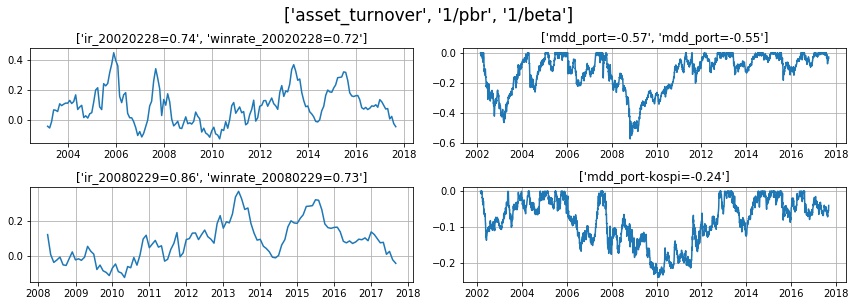 ['asset_turnover', '1/pbr', '1/beta']
['ir_20020228=0.74', 'winrate_20020228=0.72']
0.4
0.2
0.0
2004 2006 2008 2010 2012 2014 2016 2018
['mdd_port=-0.57', 'mdd_port=-0.55']
0.0
−0.2
−0.4
−0.6
2002 2004 2006 2008 2010 2012 2014 2016 2018
['ir_20080229=0.86', 'winrate_20080229=0.73']
0.2
0.0
2008 2009 2010 2011 2012 2013 2014 2015 2016 2017 2018
['mdd_port-kospi=-0.24']
0.0
−0.1
−0.2
2002 2004 2006 2008 2010 2012 2014 2016 2018